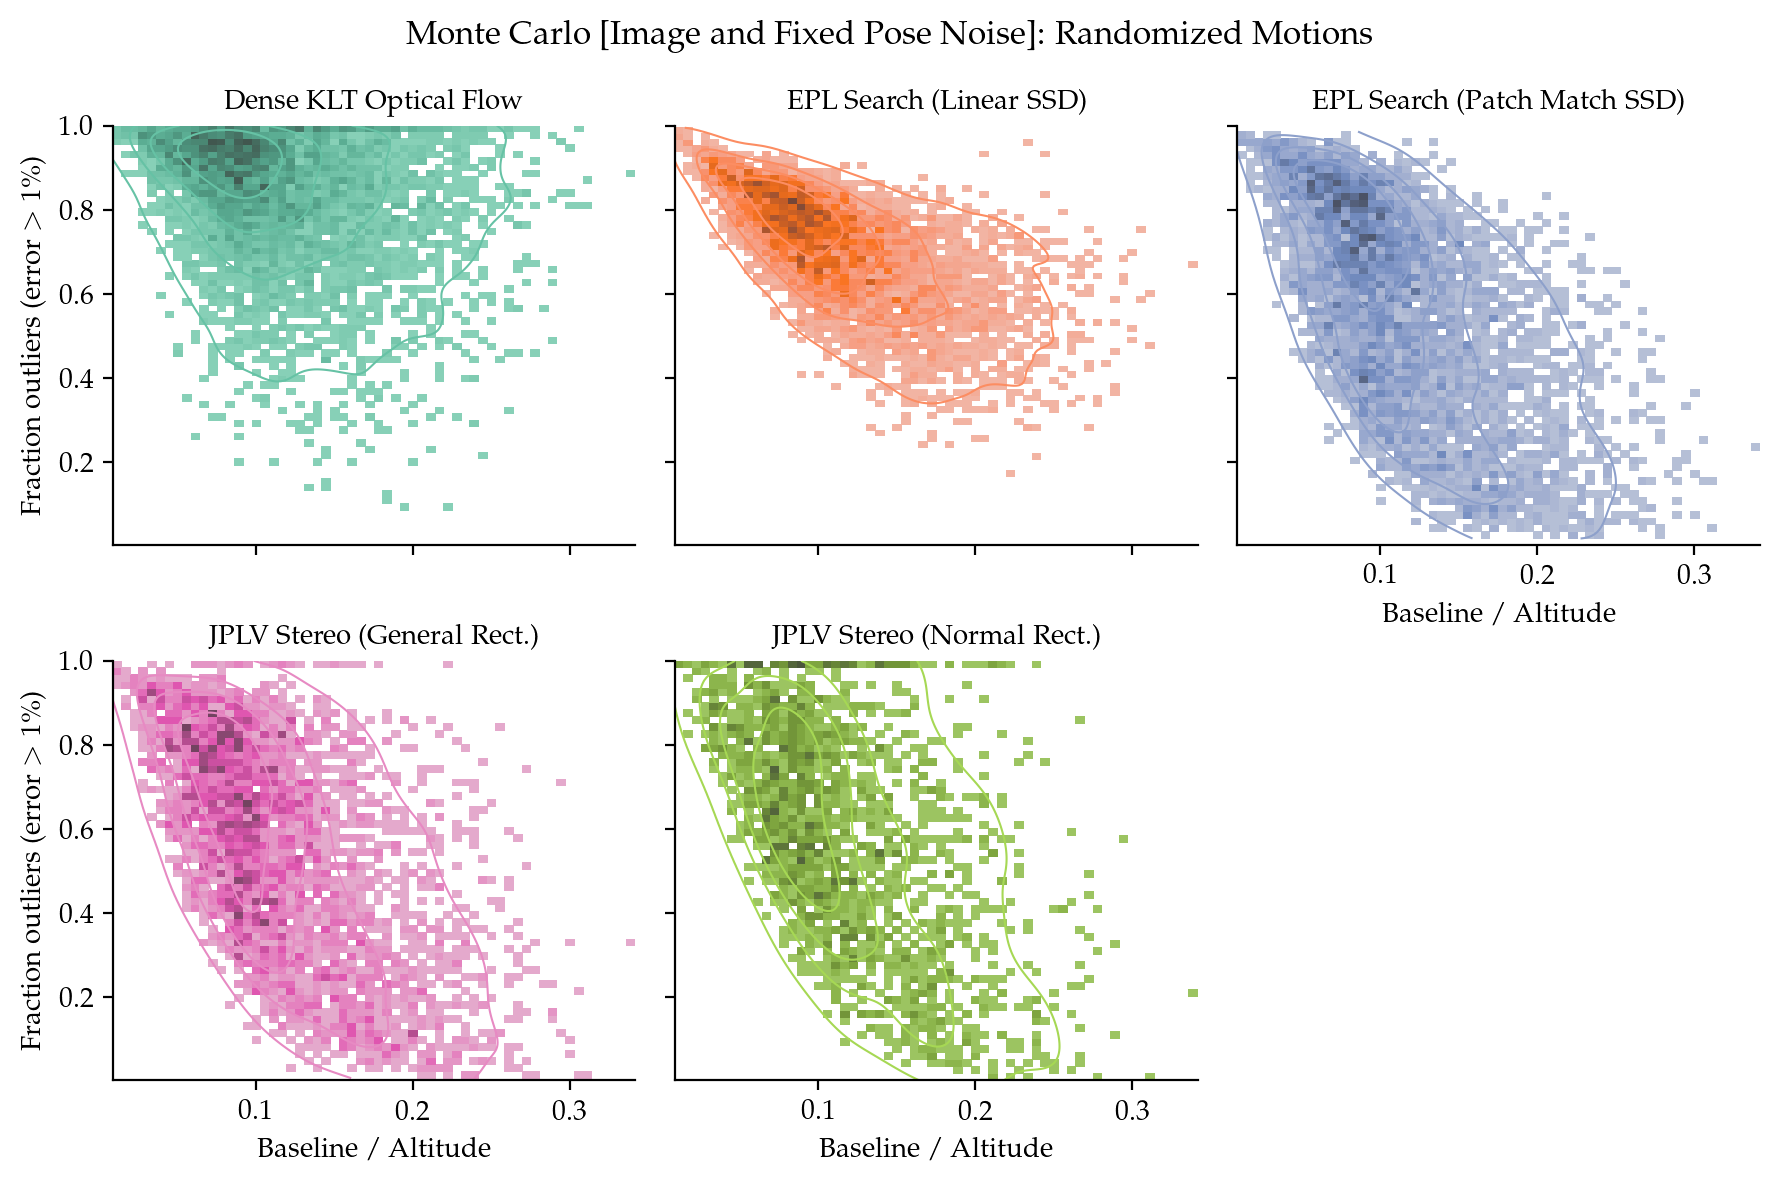 Monte Carlo [Image and Fixed Pose Noise]: Randomized Motions
Dense KLT Optical Flow
EPL Search (Linear SSD)
EPL Search (Patch Match SSD)
Fraction outliers (error > 1%)
1.0
0.8
0.6
0.4
0.2
0.1 0.2 0.3
Baseline / Altitude
JPLV Stereo (General Rect.)
JPLV Stereo (Normal Rect.)
Fraction outliers (error > 1%)
1.0
0.8
0.6
0.4
0.2
0.1 0.2 0.3
0.1 0.2 0.3
Baseline / Altitude
Baseline / Altitude